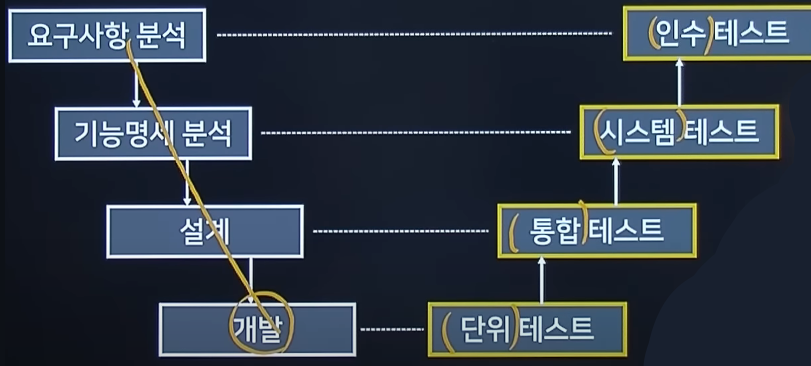 요구사항 분석
(인수)테스트
기능명세 분석
(시스템)테스트
설계
(통합)테스트
개발
(단위)테스트